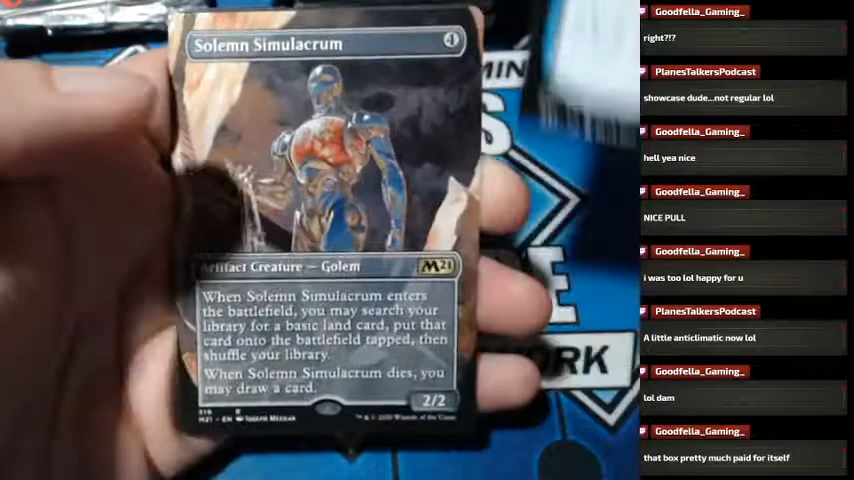 Solemn Simulacrum 4
Artifact Creature — Golem M21
When Solemn Simulacrum enters
the battlefield, you may search your
library for a basic land card, put that
card onto the battlefield tapped, then
shuffle your library.
When Solemn Simulacrum dies, you
may draw a card.
2/2
R
M21 • EN
MIN
S
E
ORK
Goodfella_Gaming_
right?!?
PlanesTalkersPodcast
showcase dude...not regular lol
Goodfella_Gaming_
hell yea nice
Goodfella_Gaming_
NICE PULL
Goodfella_Gaming_
i was too lol happy for u
PlanesTalkersPodcast
A little anticlimatic now lol
Goodfella_Gaming_
lol dam
Goodfella_Gaming_
that box pretty much paid for itself